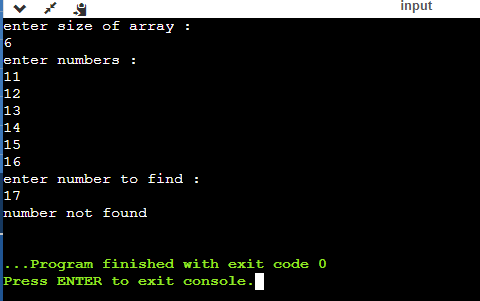 input
enter size of array :
6
enter numbers :
11
12
13
14
15
16
enter number to find :
17
number not found
...Program finished with exit code 0
Press ENTER to exit console.